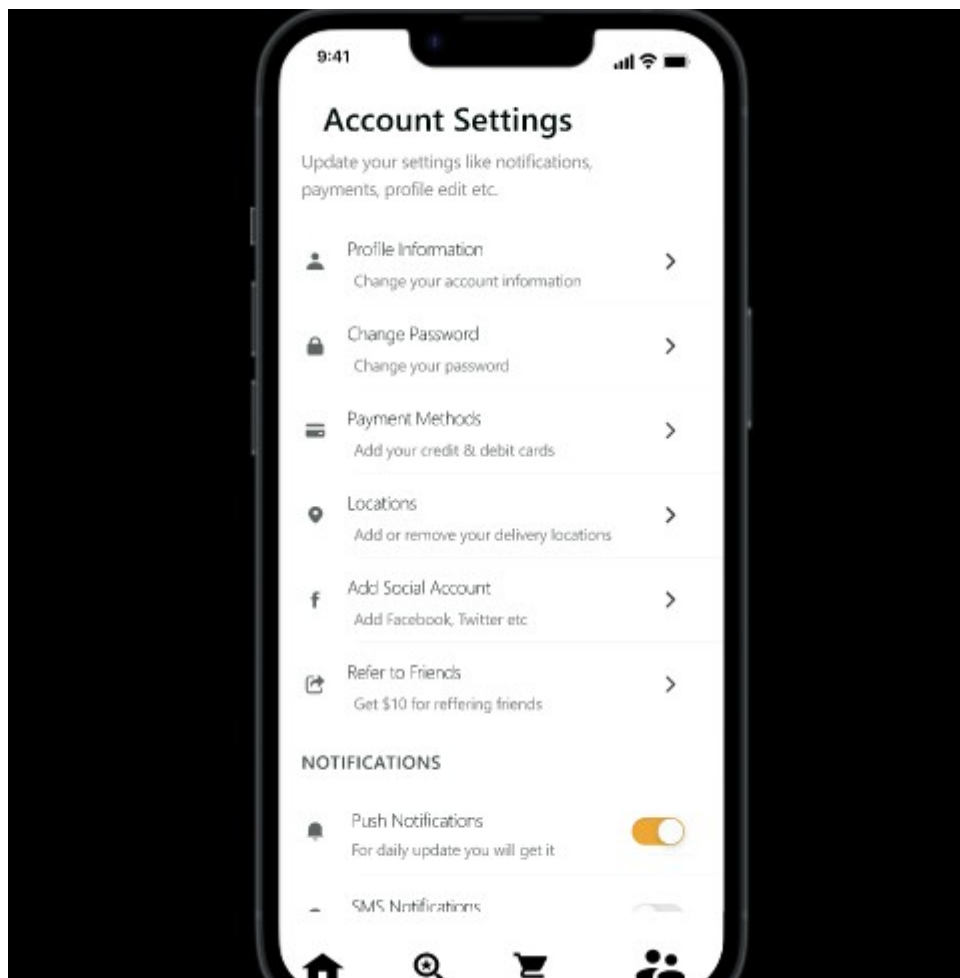 9:41
Account Settings
Update your settings like notifications,
payments, profile edit etc.
Profile Information
Change your account information
Change Password
Change your password
Payment Methods
Add your credit & debit cards
Locations
Add or remove your delivery locations
f
Add Social Account
Add Facebook, Twitter etc
Refer to Friends
Get $10 for reffering friends
NOTIFICATIONS
Push Notifications
For daily update you will get it
SMS Notifications